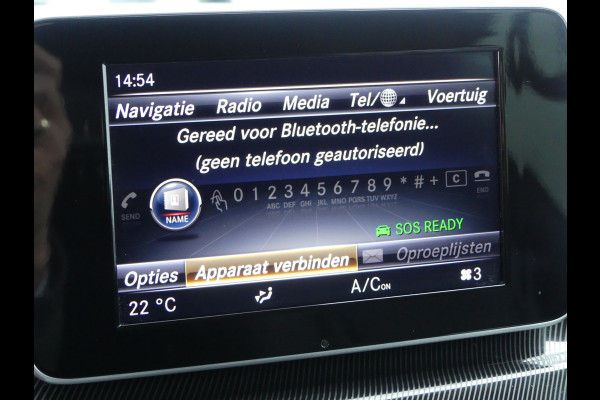 14:54
Navigatie Radio Media Tel/ Voertuig
Gereed voor Bluetooth-telefonie...
(geen telefoon geautoriseerd)
SEND 0 1 2 3 4 5 6 7 8 9 * # + C END
ABC DEF GHI JKL MNO PQRS TUV WXYZ
NAME
SOS READY
Opties Apparaat verbinden Oproeplijsten
22 °C A/C ON 3